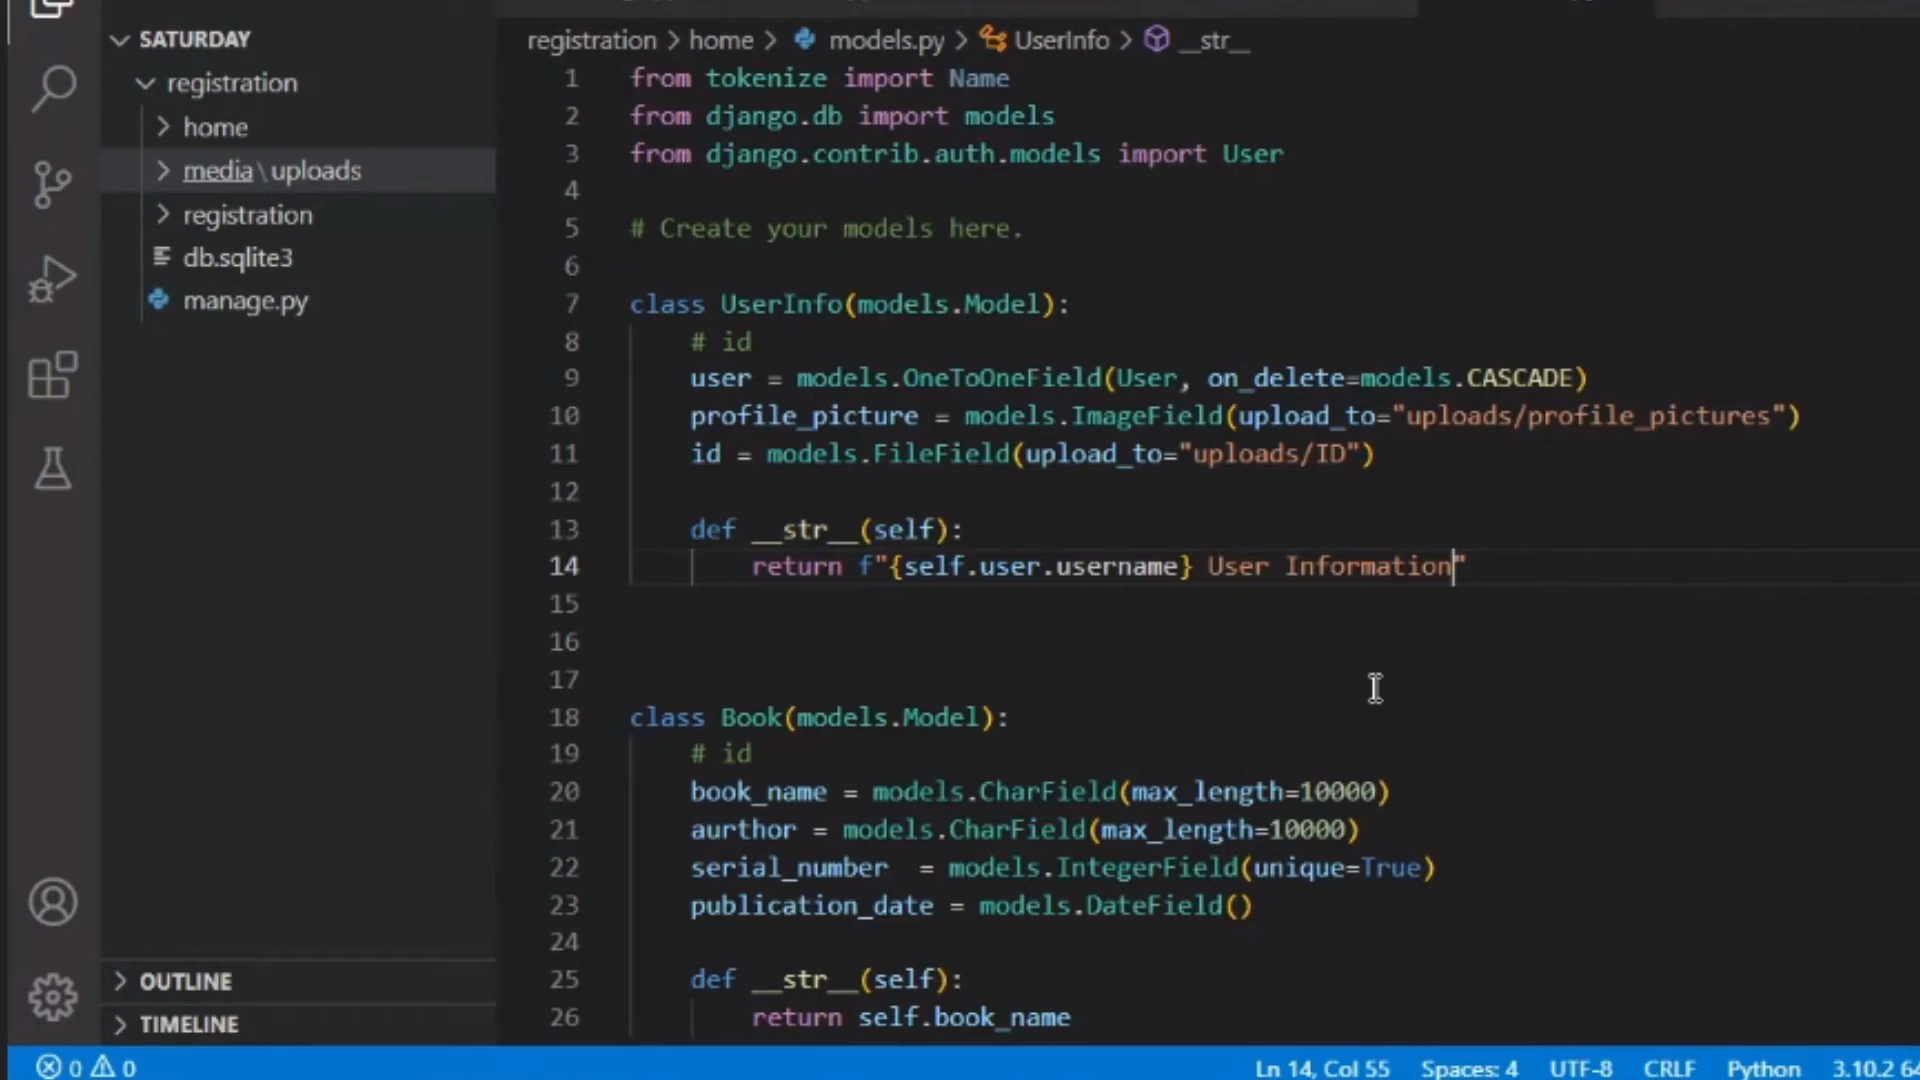 SATURDAY
registration
home
media\uploads
registration
db.sqlite3
manage.py
OUTLINE
TIMELINE
registration > home > models.py > UserInfo > __str__
1 from tokenize import Name
2 from django.db import models
3 from django.contrib.auth.models import User
4
5 # Create your models here.
6
7 class UserInfo(models.Model):
8 # id
9 user = models.OneToOneField(User, on_delete=models.CASCADE)
10 profile_picture = models.ImageField(upload_to="uploads/profile_pictures")
11 id = models.FileField(upload_to="uploads/ID")
12
13 def __str__(self):
14 return f"{self.user.username} User Information"
15
16
17
18 class Book(models.Model):
19 # id
20 book_name = models.CharField(max_length=10000)
21 aurthor = models.CharField(max_length=10000)
22 serial_number  = models.IntegerField(unique=True)
23 publication_date = models.DateField()
24
25 def __str__(self):
26 return self.book_name
0 0 Ln 14, Col 55 Spaces: 4 UTF-8 CRLF Python 3.10.2 64